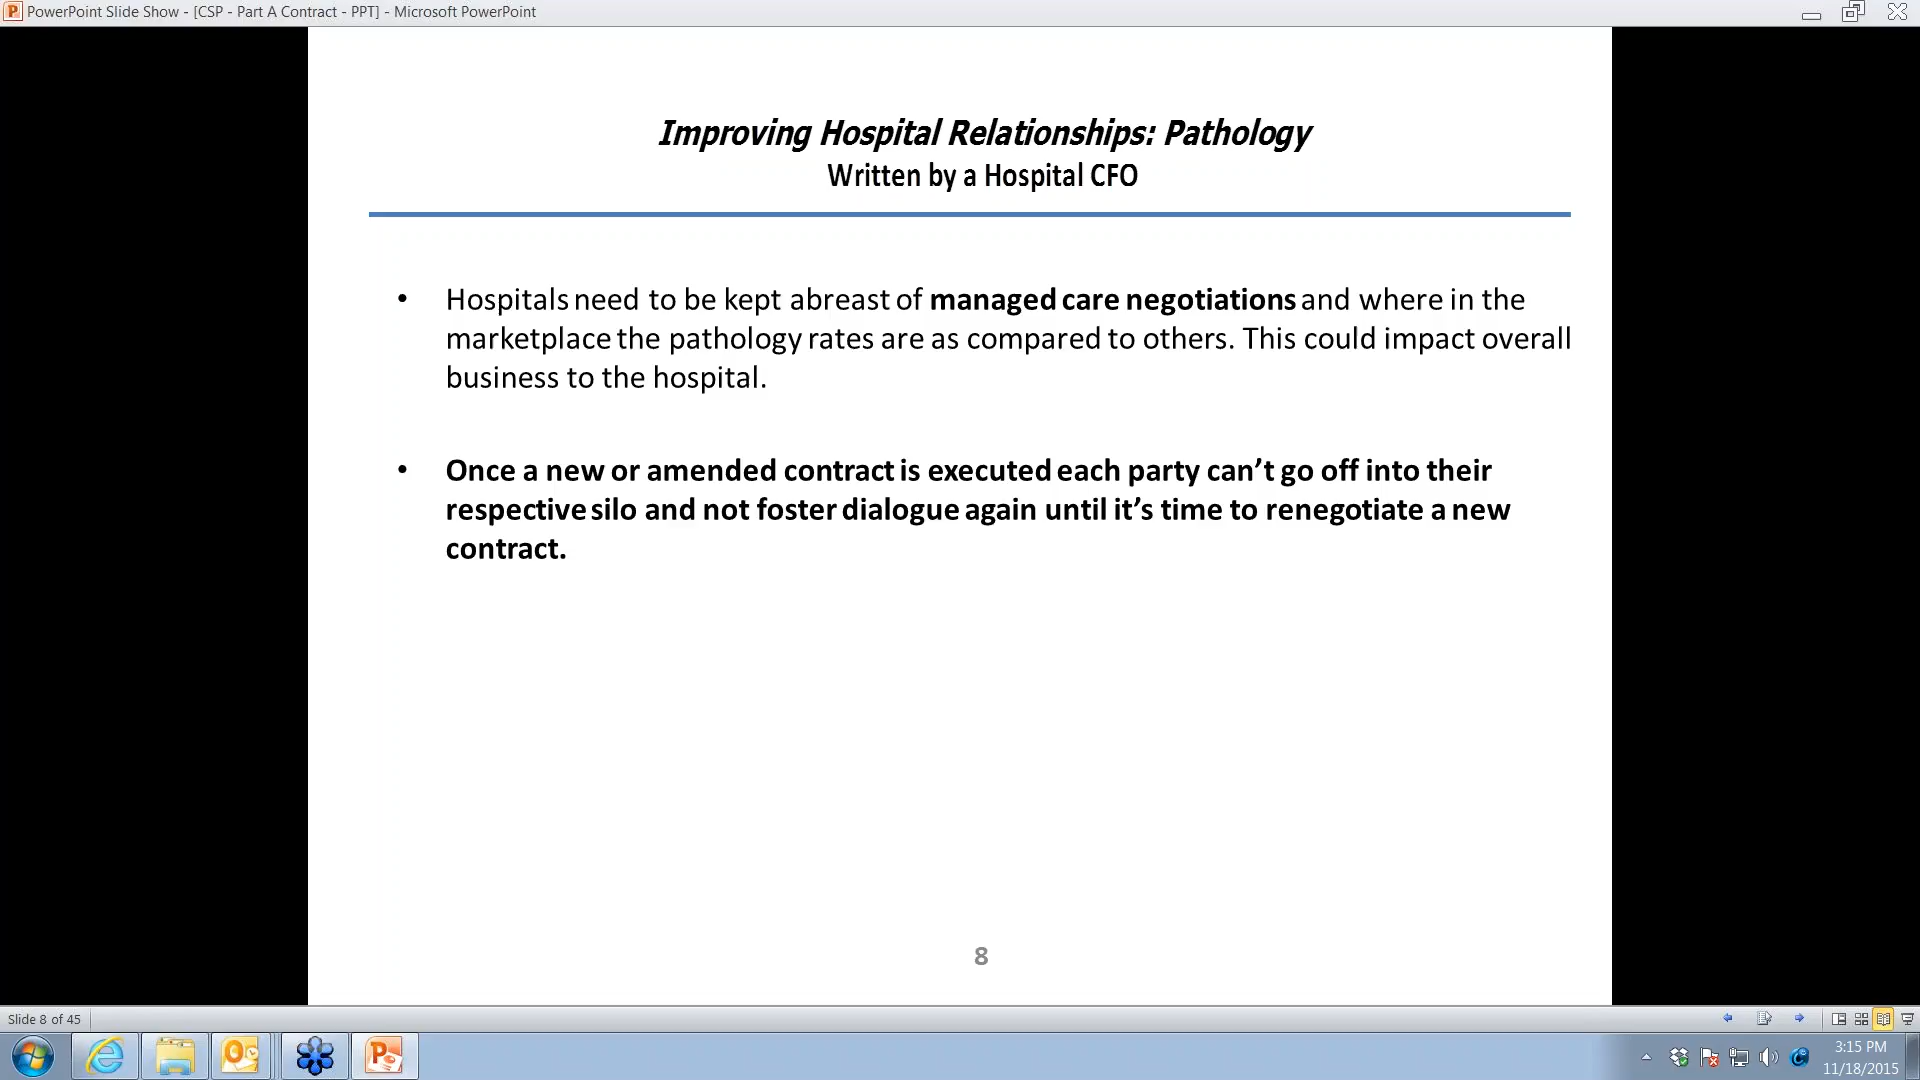 PowerPoint Slide Show - [CSP - Part A Contract - PPT] - Microsoft PowerPoint
Improving Hospital Relationships: Pathology
Written by a Hospital CFO
• Hospitals need to be kept abreast of managed care negotiations and where in the
marketplace the pathology rates are as compared to others. This could impact overall
business to the hospital.
• Once a new or amended contract is executed each party can’t go off into their
respective silo and not foster dialogue again until it’s time to renegotiate a new
contract.
8
Slide 8 of 45
3:15 PM
11/18/2015